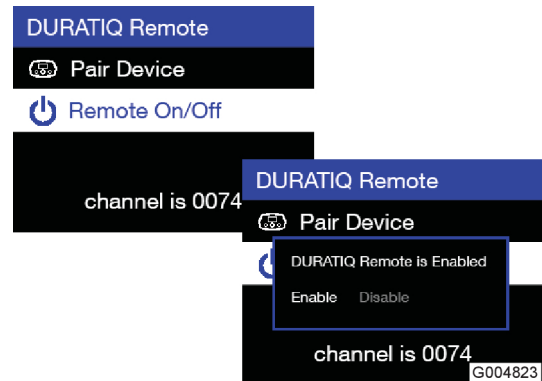 DURATIQ Remote
Pair Device
Remote On/Off
channel is 0074
DURATIQ Remote
Pair Device
DURATIQ Remote is Enabled
Enable Disable
channel is 0074
G004823